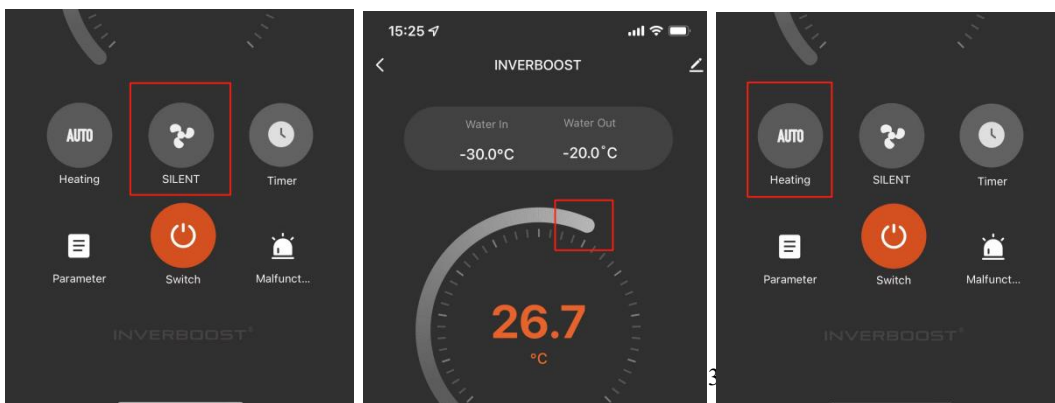 AUTO
Heating
SILENT
Timer
Parameter
Switch
Malfunct...
INVERBOOST
15:25
INVERBOOST
Water In
Water Out
-30.0°C
-20.0°C
26.7
°C
3
AUTO
Heating
SILENT
Timer
Parameter
Switch
Malfunct...
INVERBOOST